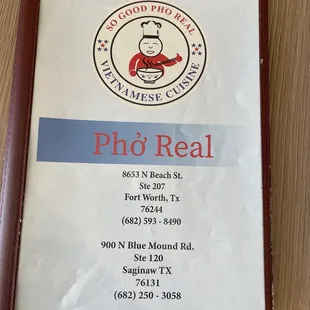 SO GOOD PHO REAL
VIETNAMESE CUISINE
Phở Real
8653 N Beach St.
Ste 207
Fort Worth, Tx
76244
(682) 593 - 8490
900 N Blue Mound Rd.
Ste 120
Saginaw TX
76131
(682) 250 - 3058